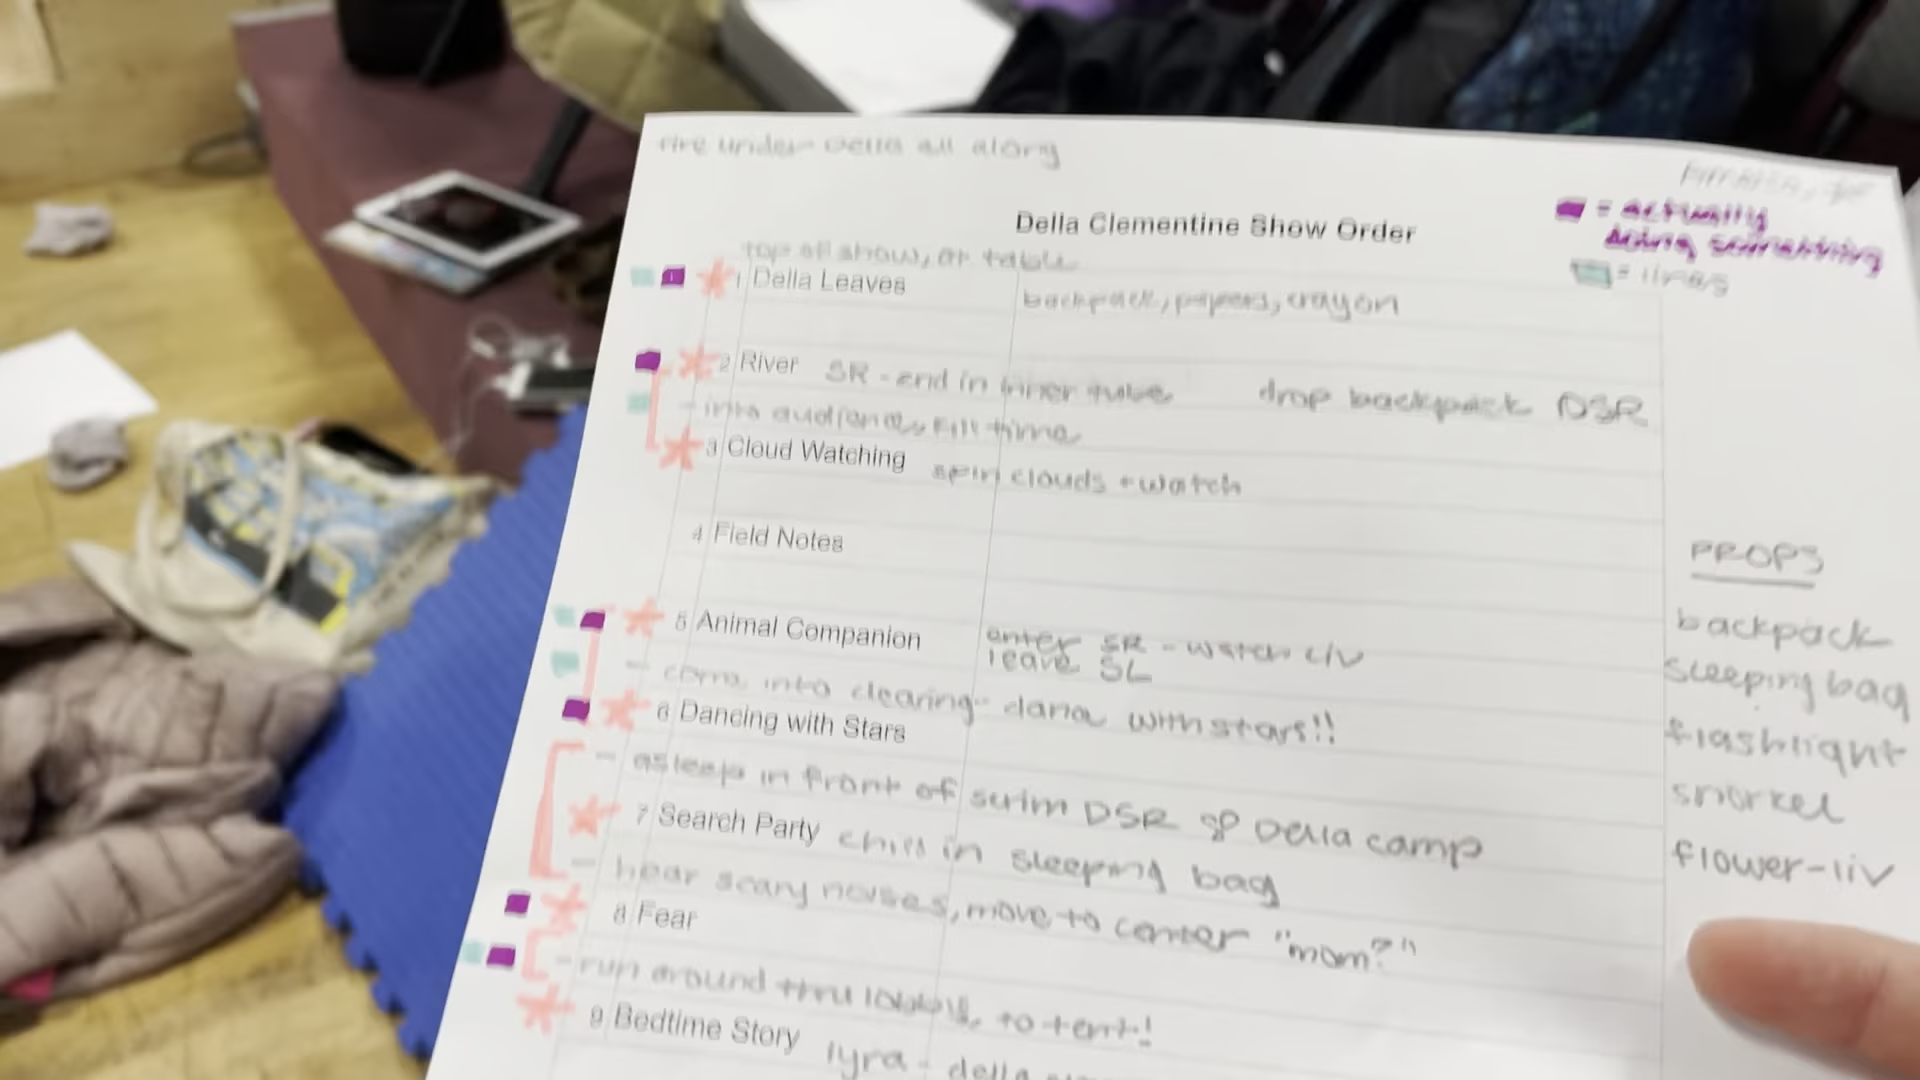 fire under - Della all along
Della Clementine Show Order
= actually
doing something
= lines
top of show, at table
1 Della Leaves
backpack, papers, crayon
2 River SR - end in inner tube drop backpack DSR
- into audience, fill time
3 Cloud Watching spin clouds + watch
4 Field Notes
5 Animal Companion enter SR - watch Liv
leave SL
- come into clearing - dance with stars!!
6 Dancing with Stars
- asleep in front of swim DSR Della camp
7 Search Party chill in sleeping bag
- hear scary noises, move to center "mom?"
8 Fear
- run around thru to tent!
9 Bedtime Story lyra - della
PROPS
backpack
sleeping bag
flashlight
snorkel
flower-liv